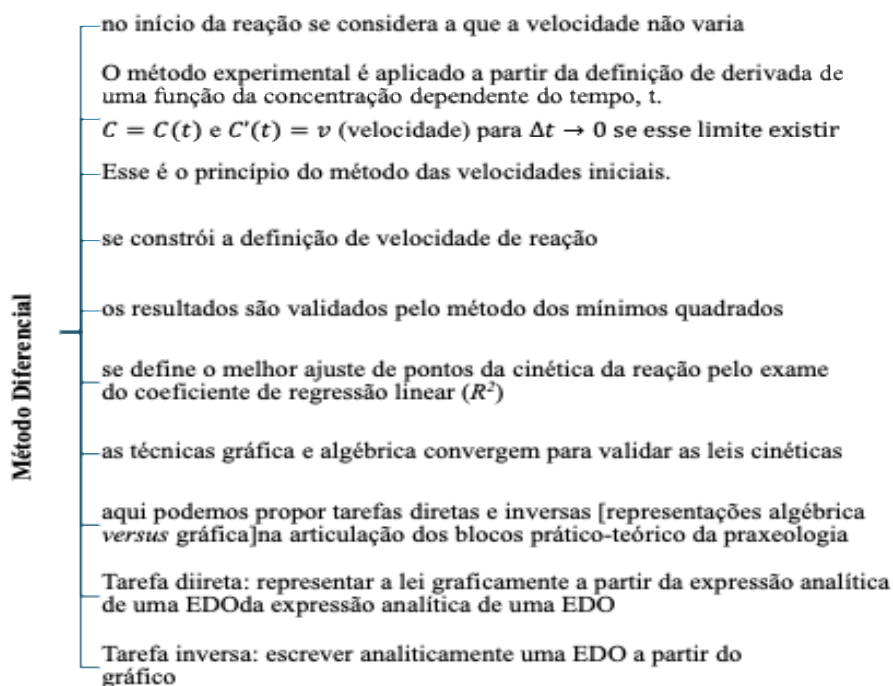 Método Diferencial
no início da reação se considera a que a velocidade não varia
O método experimental é aplicado a partir da definição de derivada de
uma função da concentração dependente do tempo, t.
C = C(t) e C'(t) = v (velocidade) para Δt → 0 se esse limite existir
Esse é o princípio do método das velocidades iniciais.
se constrói a definição de velocidade de reação
os resultados são validados pelo método dos mínimos quadrados
se define o melhor ajuste de pontos da cinética da reação pelo exame
do coeficiente de regressão linear (R²)
as técnicas gráfica e algébrica convergem para validar as leis cinéticas
aqui podemos propor tarefas diretas e inversas [representações algébrica
versus gráfica]na articulação dos blocos prático-teórico da praxeologia
Tarefa diireta: representar a lei graficamente a partir da expressão analítica
de uma EDOda expressão analítica de uma EDO
Tarefa inversa: escrever analiticamente uma EDO a partir do
gráfico